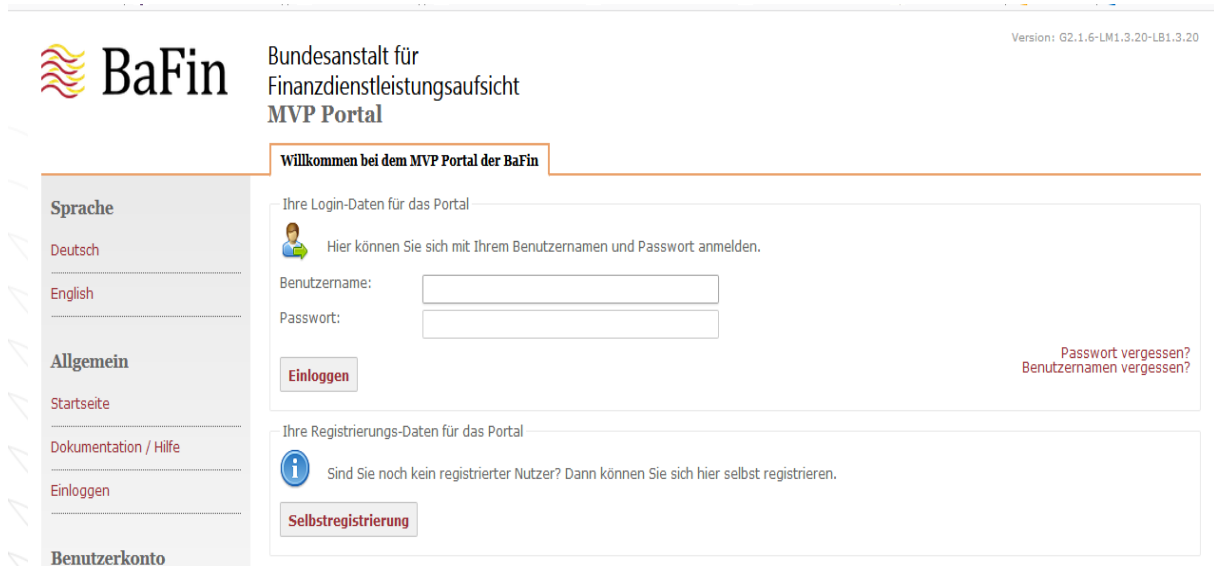 Version: G2.1.6-LM1.3.20-LB1.3.20
BaFin
Bundesanstalt für
Finanzdienstleistungsaufsicht
MVP Portal
Willkommen bei dem MVP Portal der BaFin
Sprache
Deutsch
English
Allgemein
Startseite
Dokumentation / Hilfe
Einloggen
Benutzerkonto
Ihre Login-Daten für das Portal
Hier können Sie sich mit Ihrem Benutzernamen und Passwort anmelden.
Benutzername:
Passwort:
Passwort vergessen?
Benutzernamen vergessen?
Einloggen
Ihre Registrierungs-Daten für das Portal
Sind Sie noch kein registrierter Nutzer? Dann können Sie sich hier selbst registrieren.
Selbstregistrierung